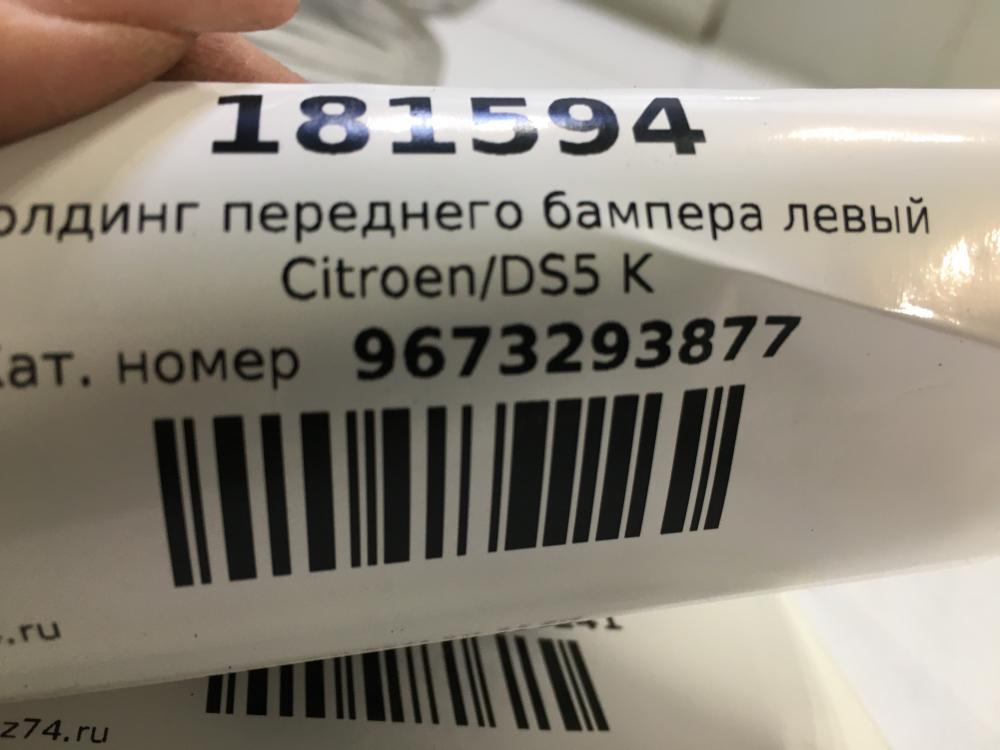 181594
олдинг переднего бампера левый
Citroen/DS5 K
ат. номер 9673293877
.ru
z74.ru